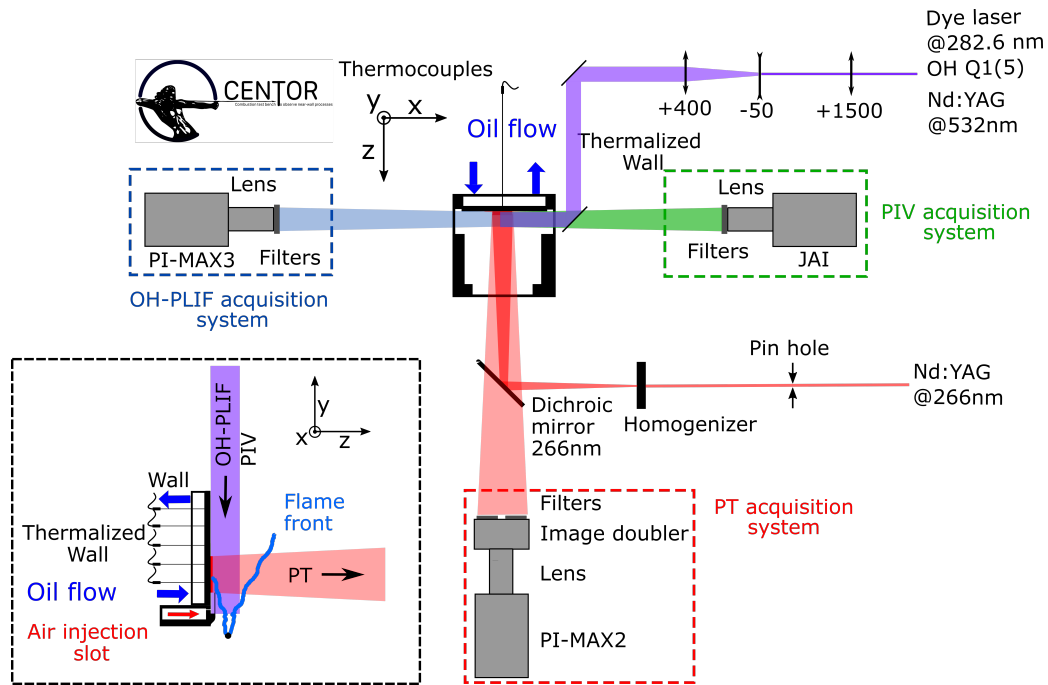 Dye laser
@282.6 nm
OH Q1(5)
Nd:YAG
@532nm
+400
-50
+1500
CENTOR
Combustion test bench to observe near-wall processes
Thermocouples
y
x
z
Oil flow
Thermalized
Wall
Lens
PI-MAX3
Filters
OH-PLIF acquisition
system
Lens
Filters
JAI
PIV acquisition
system
Pin hole
Nd:YAG
@266nm
Dichroic
mirror
266nm
Homogenizer
OH-PLIF
PIV
y
x
z
Wall
Flame
front
Thermalized
Wall
PT
Oil flow
Air injection
slot
Filters
Image doubler
Lens
PI-MAX2
PT acquisition
system